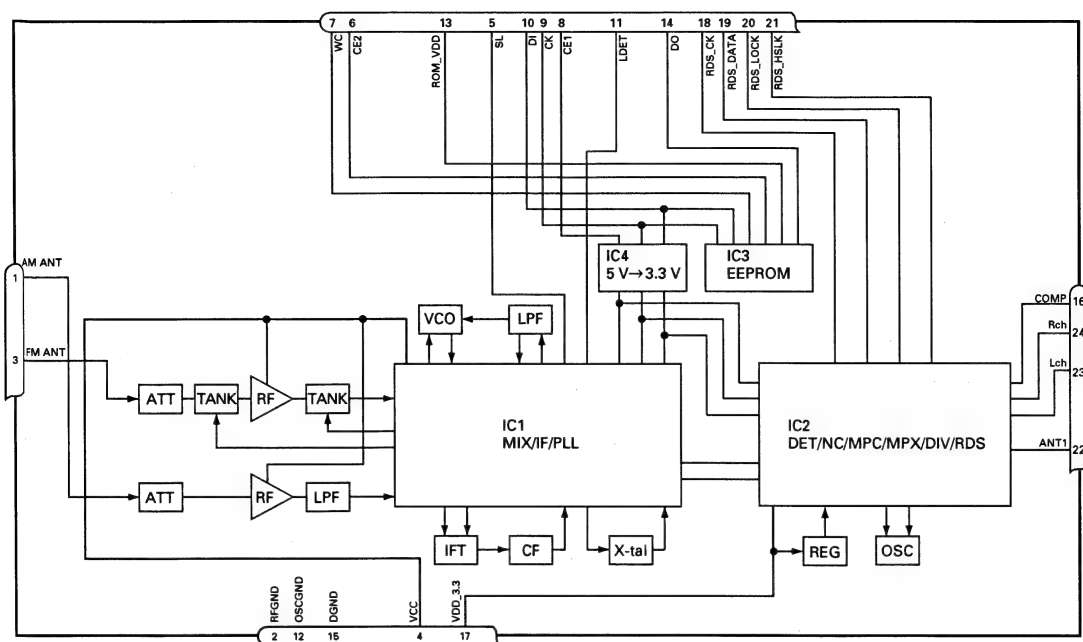 7 6 13 5 10 9 8 11 14 18 19 20 21
WC
CE2
ROM_VDD
SL
DI
CK
CE1
LDET
DO
RDS_CK
RDS_DATA
RDS_LOCK
RDS_HSLK
1
AM ANT
3
FM ANT
IC4
5 V→3.3 V
IC3
EEPROM
COMP
16
Rch
24
Lch
23
ANT1
22
VCO
LPF
ATT
TANK
RF
TANK
IC1
MIX/IF/PLL
IC2
DET/NC/MPC/MPX/DIV/RDS
ATT
RF
LPF
IFT
CF
X-tal
REG
OSC
RFGND
OSCGND
DGND
VCC
VDD_3.3
2 12 15 4 17